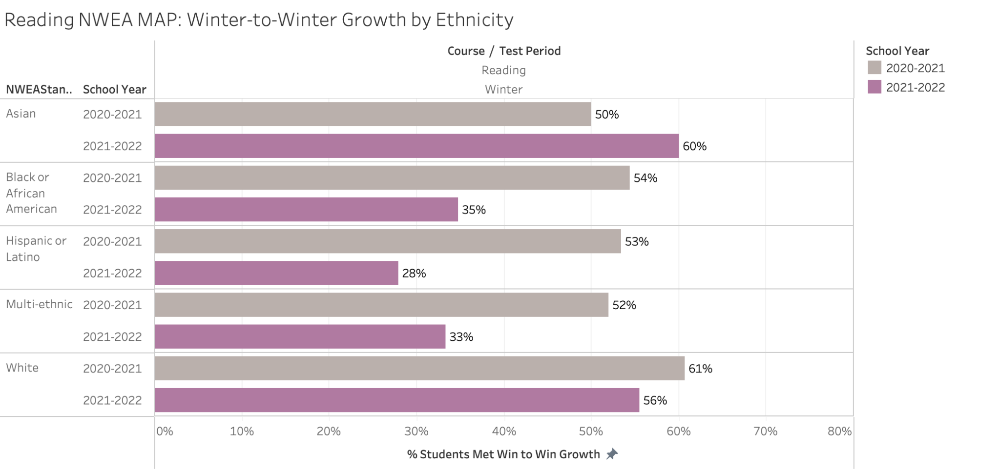 Reading NWEA MAP: Winter-to-Winter Growth by Ethnicity
Course / Test Period
Reading
NWEAStan.. School Year Winter
School Year
2020-2021
2021-2022
Asian 2020-2021 50%
2021-2022 60%
Black or African American 2020-2021 54%
2021-2022 35%
Hispanic or Latino 2020-2021 53%
2021-2022 28%
Multi-ethnic 2020-2021 52%
2021-2022 33%
White 2020-2021 61%
2021-2022 56%
0% 10% 20% 30% 40% 50% 60% 70% 80%
% Students Met Win to Win Growth